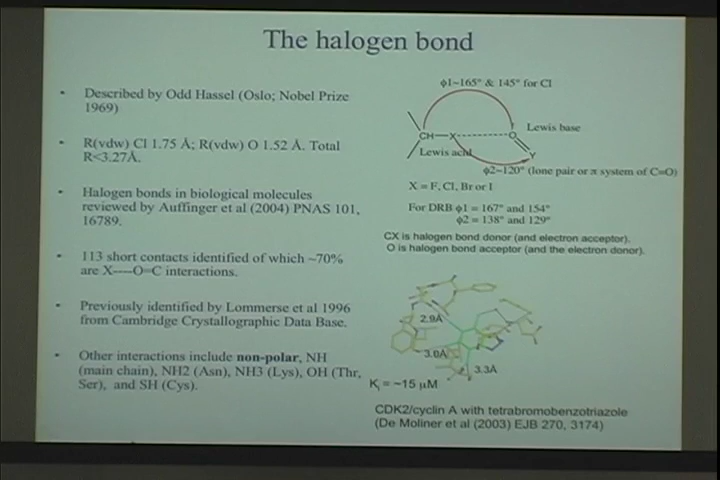 The halogen bond
• Described by Odd Hassel (Oslo; Nobel Prize
1969)
• R(vdw) Cl 1.75 Å; R(vdw) O 1.52 Å. Total
R<3.27Å.
• Halogen bonds in biological molecules
reviewed by Auffinger et al (2004) PNAS 101,
16789.
• 113 short contacts identified of which ~70%
are X----O=C interactions.
• Previously identified by Lommerse et al 1996
from Cambridge Crystallographic Data Base.
• Other interactions include non-polar, NH
(main chain), NH2 (Asn), NH3 (Lys), OH (Thr,
Ser), and SH (Cys).
ϕ1~165° & 145° for Cl
Lewis base
CH X O
Lewis acid
Y
ϕ2~120° (lone pair or π system of C=O)
X = F, Cl, Br or I
For DRB ϕ1 = 167° and 154°
ϕ2 = 138° and 129°
CX is halogen bond donor (and electron acceptor).
O is halogen bond acceptor (and the electron donor).
2.9Å
3.0Å
3.3Å
Ki = ~15 μM
CDK2/cyclin A with tetrabromobenzotriazole
(De Moliner et al (2003) EJB 270, 3174)